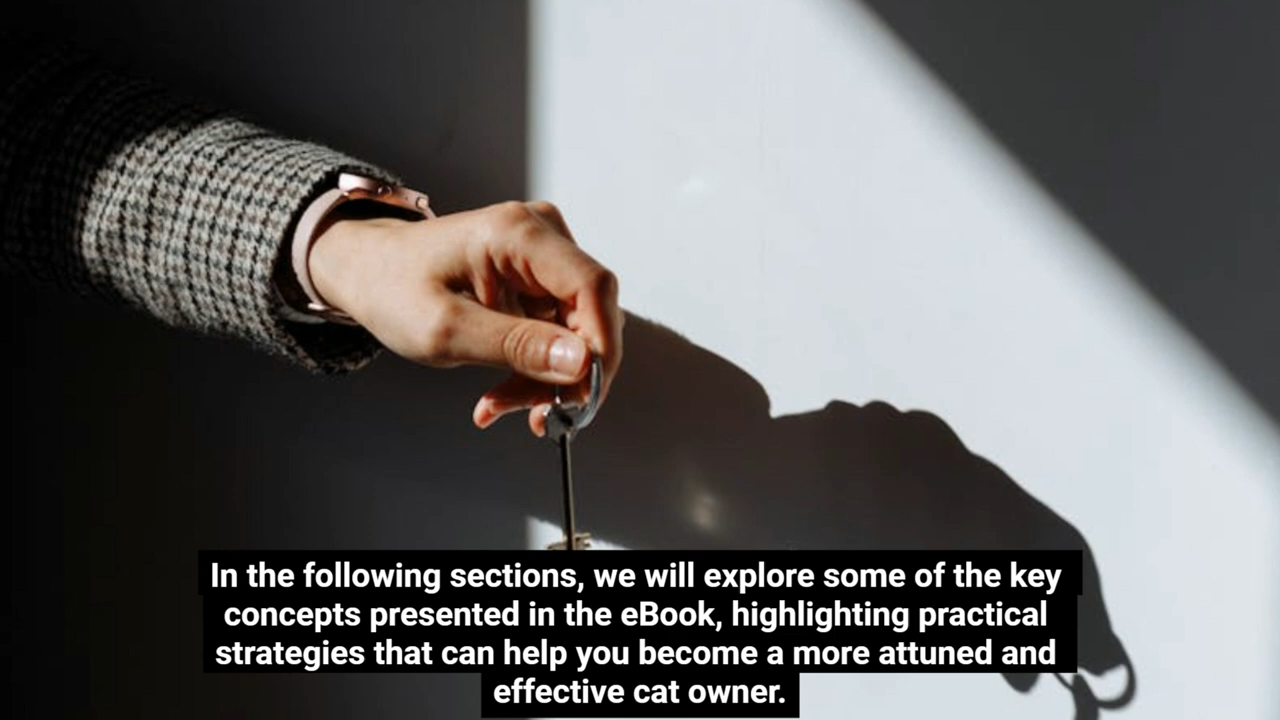 In the following sections, we will explore some of the key
concepts presented in the eBook, highlighting practical
strategies that can help you become a more attuned and
effective cat owner.